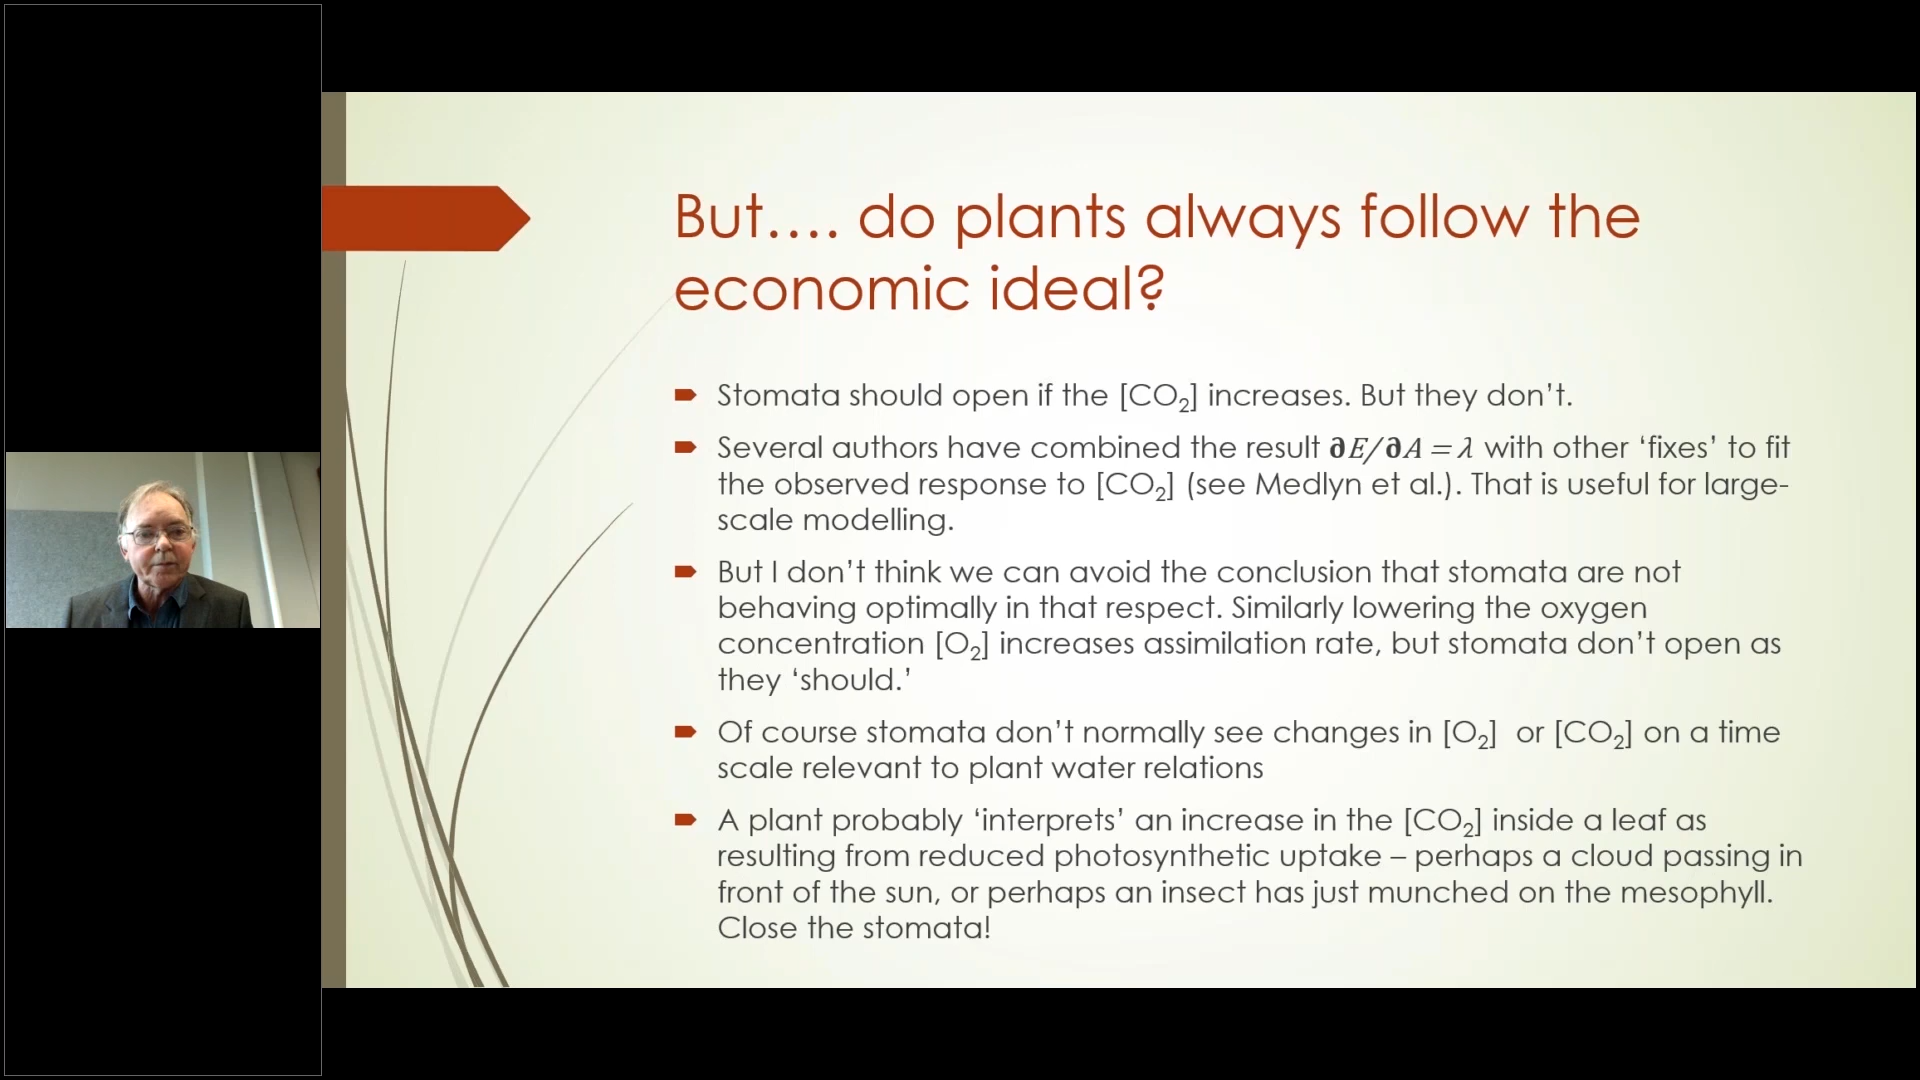 But…. do plants always follow the
economic ideal?
Stomata should open if the [CO₂] increases. But they don’t.
Several authors have combined the result ∂E/∂A = λ with other ‘fixes’ to fit
the observed response to [CO₂] (see Medlyn et al.). That is useful for large-
scale modelling.
But I don’t think we can avoid the conclusion that stomata are not
behaving optimally in that respect. Similarly lowering the oxygen
concentration [O₂] increases assimilation rate, but stomata don’t open as
they ‘should.’
Of course stomata don’t normally see changes in [O₂] or [CO₂] on a time
scale relevant to plant water relations
A plant probably ‘interprets’ an increase in the [CO₂] inside a leaf as
resulting from reduced photosynthetic uptake – perhaps a cloud passing in
front of the sun, or perhaps an insect has just munched on the mesophyll.
Close the stomata!